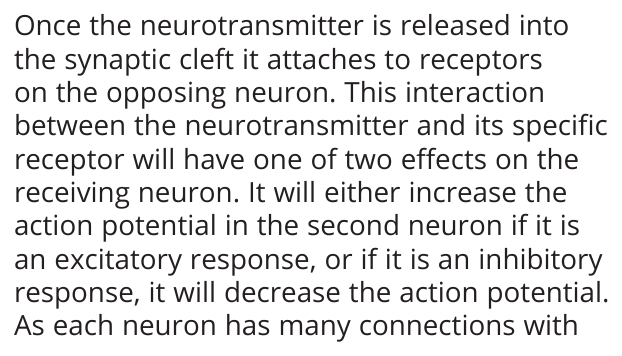 Once the neurotransmitter is released into
the synaptic cleft it attaches to receptors
on the opposing neuron. This interaction
between the neurotransmitter and its specific
receptor will have one of two effects on the
receiving neuron. It will either increase the
action potential in the second neuron if it is
an excitatory response, or if it is an inhibitory
response, it will decrease the action potential.
As each neuron has many connections with